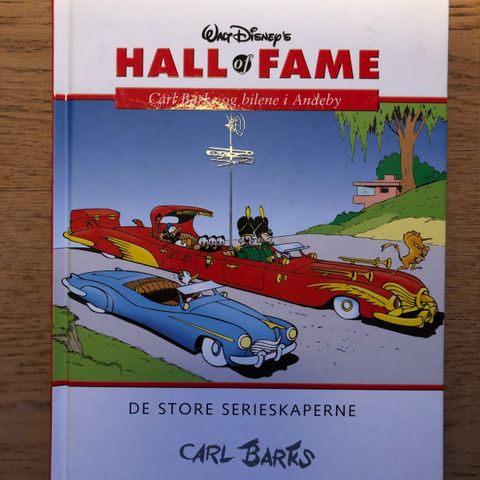 Walt Disney's
HALL of FAME
Carl Barks og bilene i Andeby
DE STORE SERIESKAPERNE
CARL BARKS